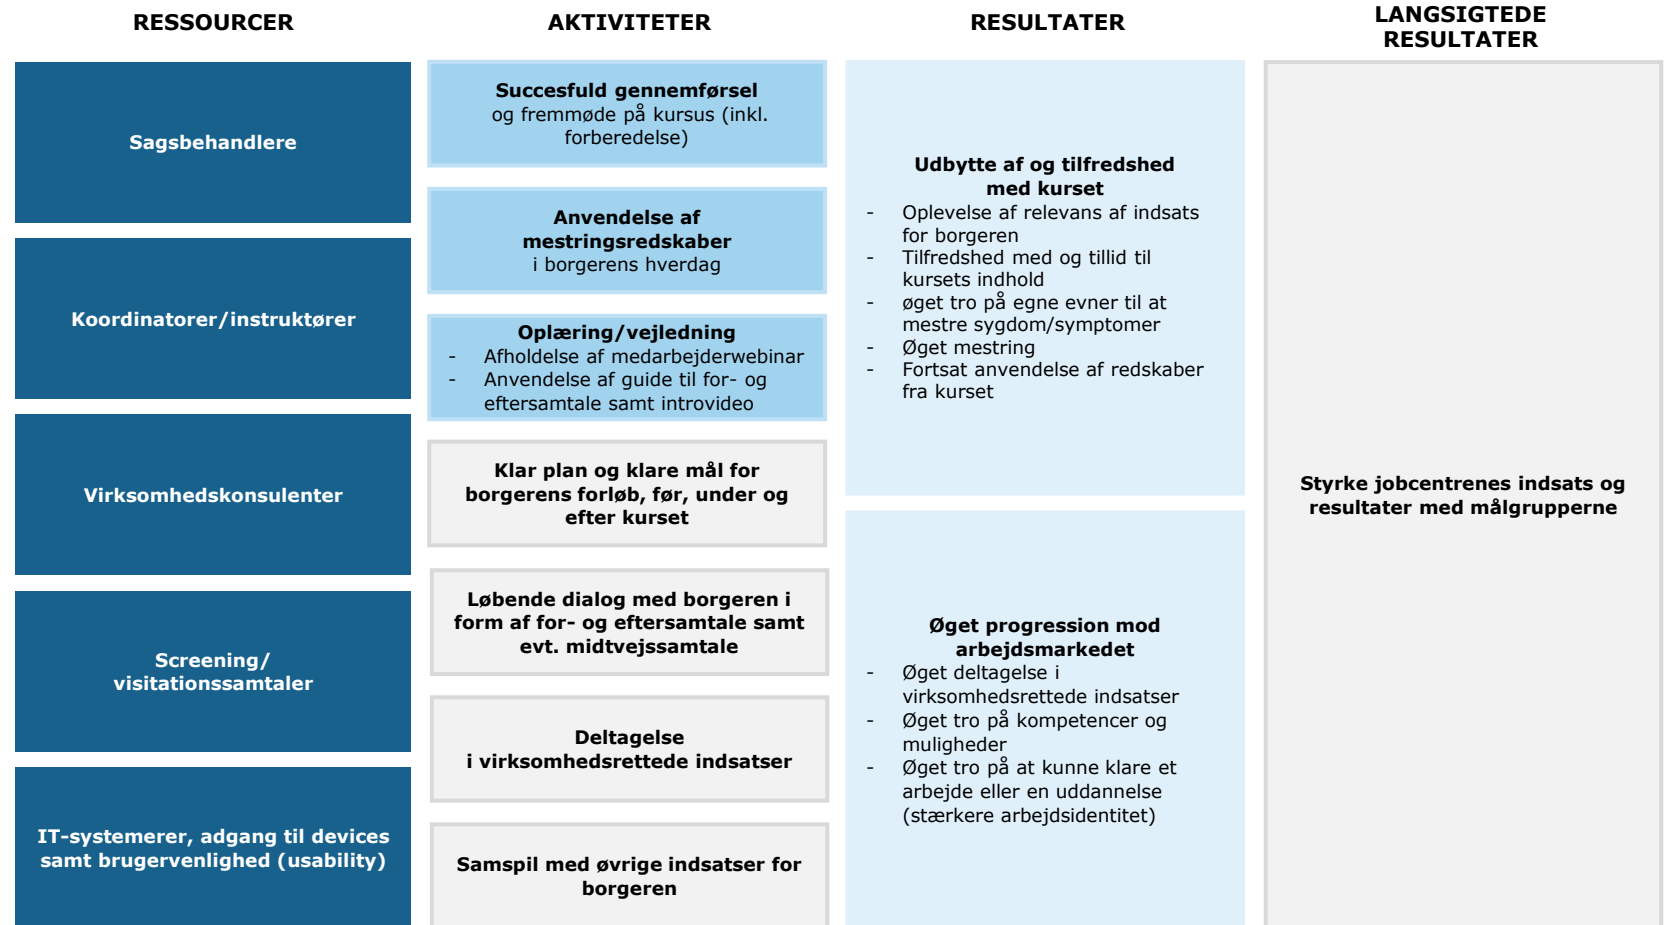 RESSOURCER
AKTIVITETER
RESULTATER
LANGSIGTEDE
RESULTATER
Sagsbehandlere
Koordinatorer/instruktører
Virksomhedskonsulenter
Screening/
visitationssamtaler
IT-systemerer, adgang til devices
samt brugervenlighed (usability)
Succesfuld gennemførsel
og fremmøde på kursus (inkl.
forberedelse)
Anvendelse af
mestringsredskaber
i borgerens hverdag
Oplæring/vejledning
- Afholdelse af medarbejderwebinar
- Anvendelse af guide til for- og
eftersamtale samt introvideo
Klar plan og klare mål for
borgerens forløb, før, under og
efter kurset
Løbende dialog med borgeren i
form af for- og eftersamtale samt
evt. midtvejssamtale
Deltagelse
i virksomhedsrettede indsatser
Samspil med øvrige indsatser for
borgeren
Udbytte af og tilfredshed
med kurset
- Oplevelse af relevans af indsats
for borgeren
- Tilfredshed med og tillid til
kursets indhold
- øget tro på egne evner til at
mestre sygdom/symptomer
- Øget mestring
- Fortsat anvendelse af redskaber
fra kurset
Øget progression mod
arbejdsmarkedet
- Øget deltagelse i
virksomhedsrettede indsatser
- Øget tro på kompetencer og
muligheder
- Øget tro på at kunne klare et
arbejde eller en uddannelse
(stærkere arbejdsidentitet)
Styrke jobcentrenes indsats og
resultater med målgrupperne